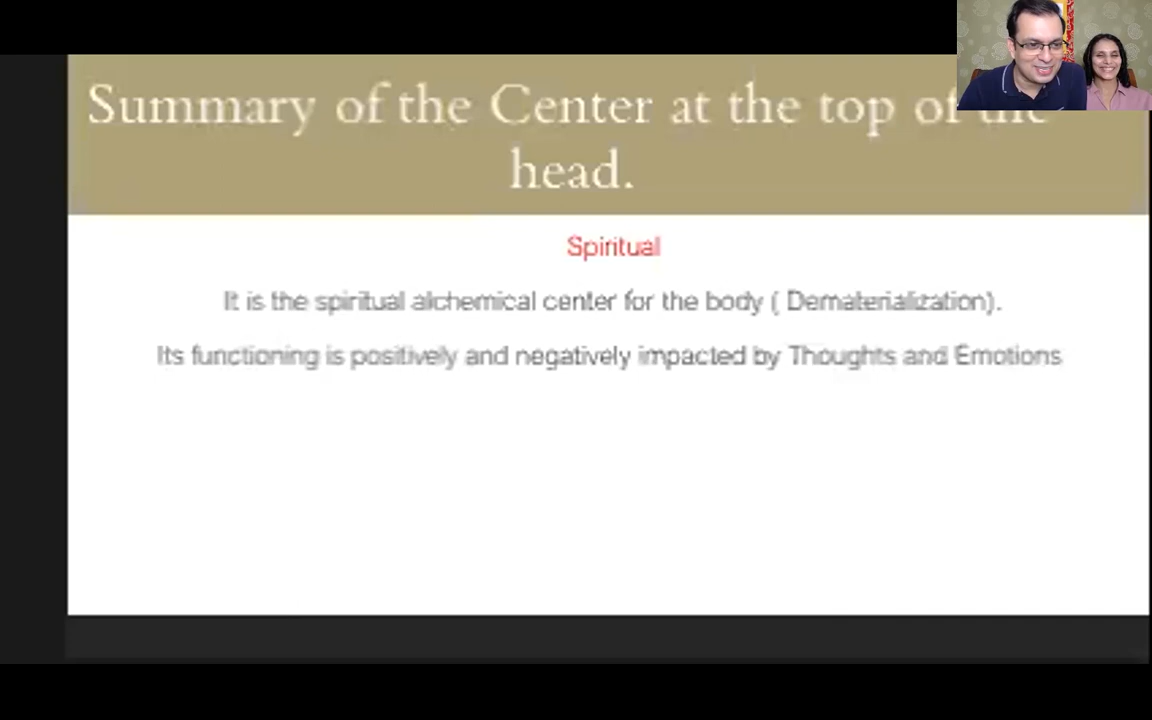 Summary of the Center at the top of the
head.
Spiritual
It is the spiritual alchemical center for the body ( Dematerialization).
Its functioning is positively and negatively impacted by Thoughts and Emotions